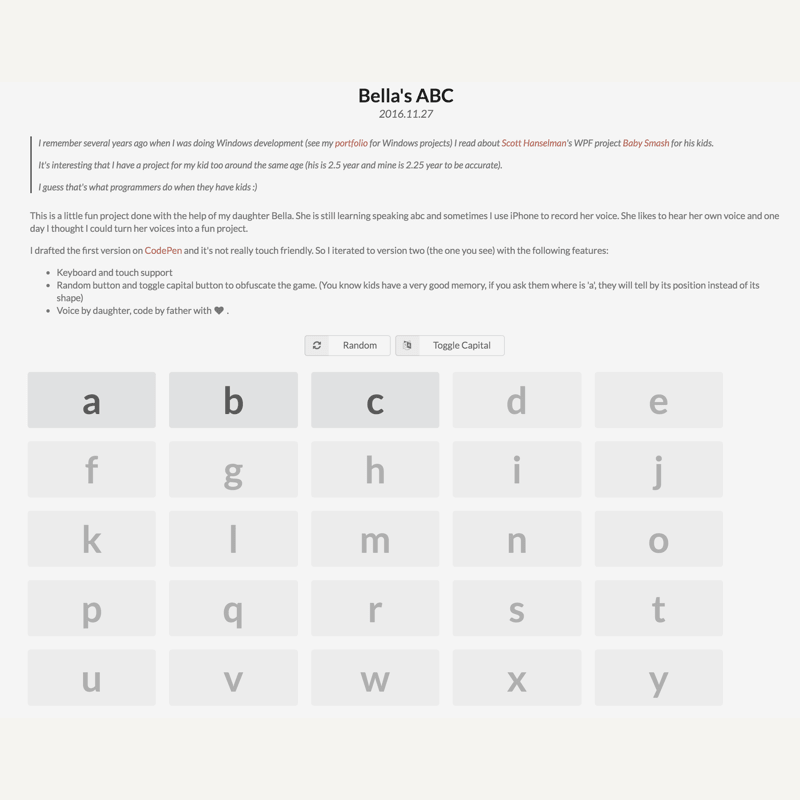 Bella's ABC
2016.11.27
I remember several years ago when I was doing Windows development (see my portfolio for Windows projects) I read about Scott Hanselman's WPF project Baby Smash for his kids.
It's interesting that I have a project for my kid too around the same age (his is 2.5 year and mine is 2.25 year to be accurate).
I guess that's what programmers do when they have kids :)
This is a little fun project done with the help of my daughter Bella. She is still learning speaking abc and sometimes I use iPhone to record her voice. She likes to hear her own voice and one
day I thought I could turn her voices into a fun project.
I drafted the first version on CodePen and it's not really touch friendly. So I iterated to version two (the one you see) with the following features:
• Keyboard and touch support
• Random button and toggle capital button to obfuscate the game. (You know kids have a very good memory, if you ask them where is 'a', they will tell by its position instead of its
shape)
• Voice by daughter, code by father with ♥ .
Random Toggle Capital
a b c d e
f g h i j
k l m n o
p q r s t
u v w x y